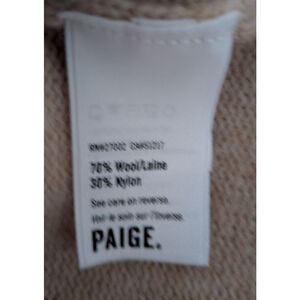 70% Wool/Laine
30% Nylon
See care on reverse.
Voir le soin sur l'inverse.
PAIGE.